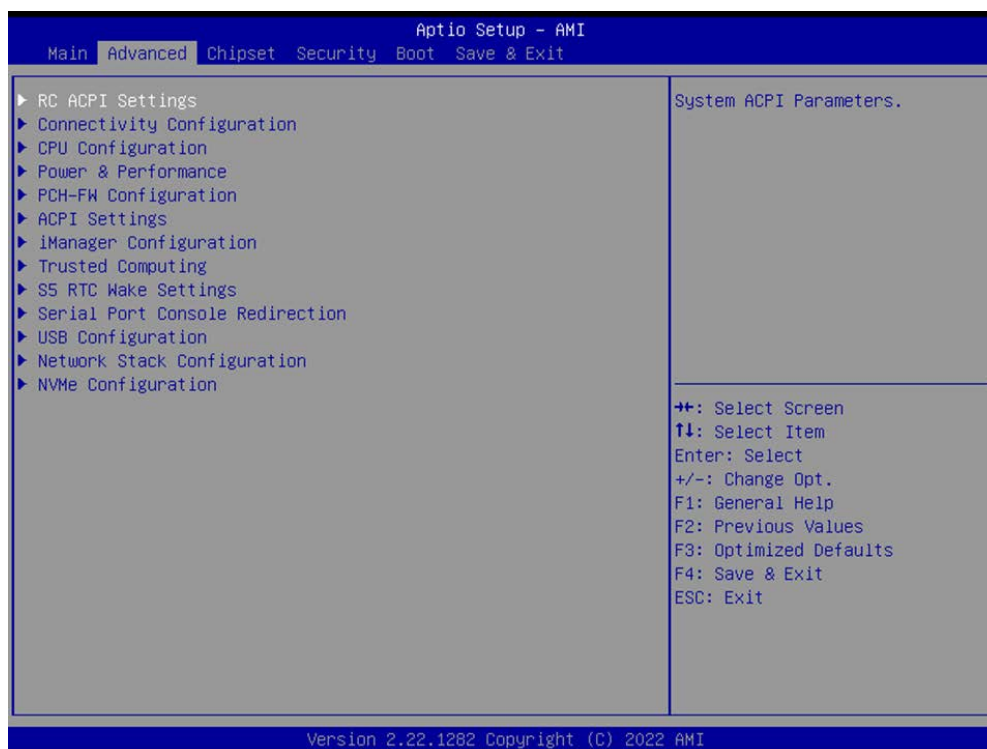 Aptio Setup – AMI
Main Advanced Chipset Security Boot Save & Exit
▶ RC ACPI Settings
▶ Connectivity Configuration
▶ CPU Configuration
▶ Power & Performance
▶ PCH-FW Configuration
▶ ACPI Settings
▶ iManager Configuration
▶ Trusted Computing
▶ S5 RTC Wake Settings
▶ Serial Port Console Redirection
▶ USB Configuration
▶ Network Stack Configuration
▶ NVMe Configuration
System ACPI Parameters.
→←: Select Screen
↑↓: Select Item
Enter: Select
+/-: Change Opt.
F1: General Help
F2: Previous Values
F3: Optimized Defaults
F4: Save & Exit
ESC: Exit
Version 2.22.1282 Copyright (C) 2022 AMI